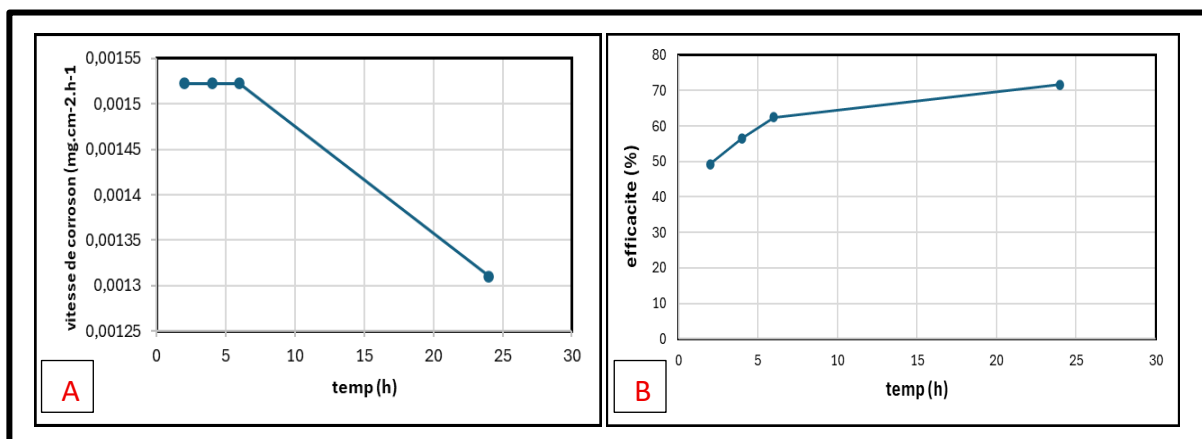 vitesse de corroson (mg.cm-2.h-1
0,00155
0,0015
0,00145
0,0014
0,00135
0,0013
0,00125
0 5 10 15 20 25 30
temp (h)
A
efficacite (%)
80
70
60
50
40
30
20
10
0
0 5 10 15 20 25 30
temp (h)
B